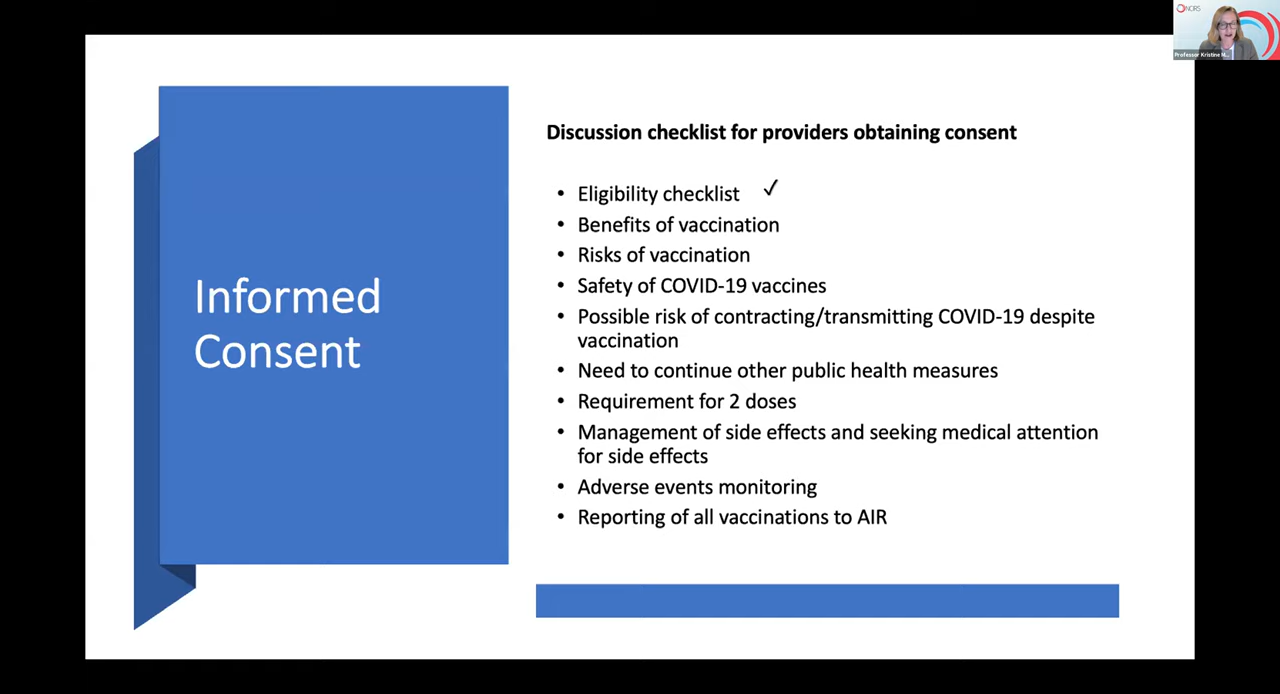 NCIRS
Professor Kristine M...
Informed
Consent
Discussion checklist for providers obtaining consent
• Eligibility checklist ✓
• Benefits of vaccination
• Risks of vaccination
• Safety of COVID-19 vaccines
• Possible risk of contracting/transmitting COVID-19 despite
vaccination
• Need to continue other public health measures
• Requirement for 2 doses
• Management of side effects and seeking medical attention
for side effects
• Adverse events monitoring
• Reporting of all vaccinations to AIR